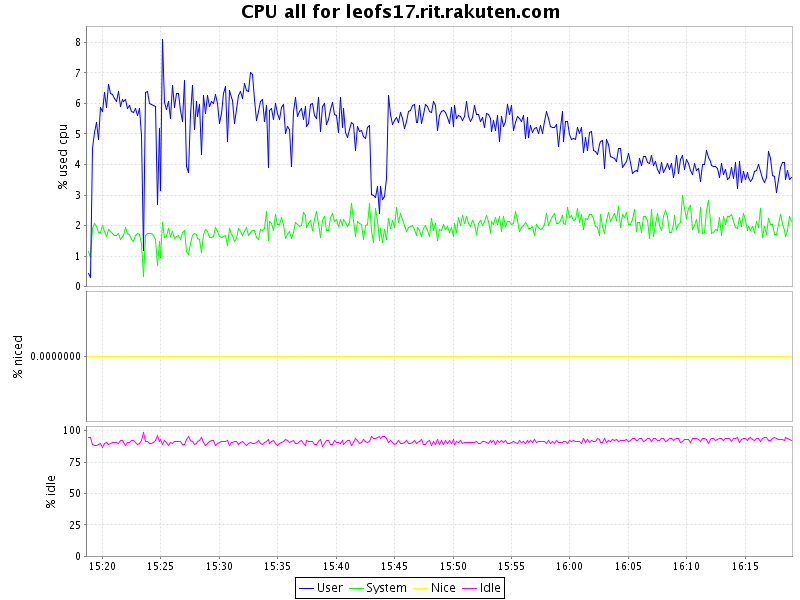 CPU all for leofs17.rit.rakuten.com
% used cpu
8
7
6
5
4
3
2
1
0
% niced
0.0000000
% idle
100
75
50
25
0
15:20 15:25 15:30 15:35 15:40 15:45 15:50 15:55 16:00 16:05 16:10 16:15
User System Nice Idle